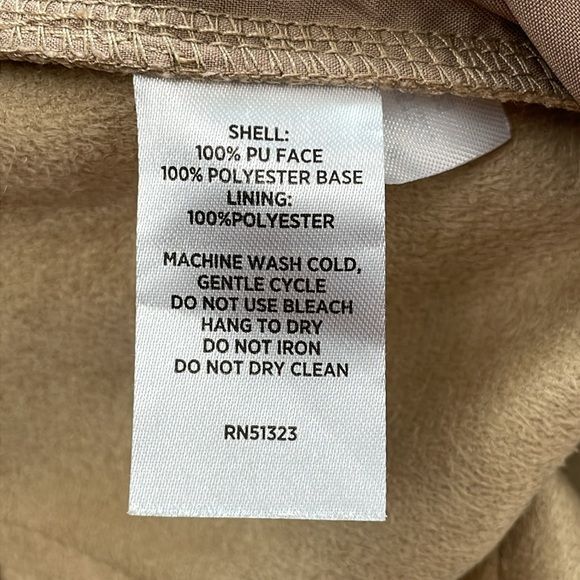 SHELL:
100% PU FACE
100% POLYESTER BASE
LINING:
100%POLYESTER
MACHINE WASH COLD,
GENTLE CYCLE
DO NOT USE BLEACH
HANG TO DRY
DO NOT IRON
DO NOT DRY CLEAN
RN51323